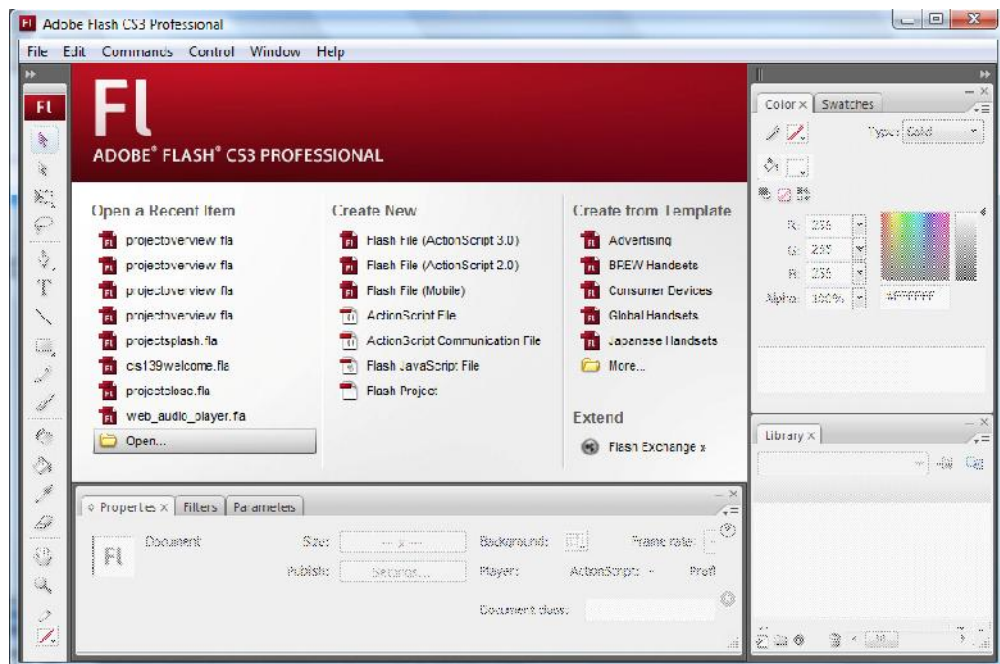 Adobe Flash CS3 Professional
File Edit Commands Control Window Help
Fl
Fl
ADOBE® FLASH® CS3 PROFESSIONAL
Open a Recent Item
projectoverview.fla
projectoverview.fla
projectoverview.fla
projectoverview.fla
projectsplash.fla
cis139welcome.fla
projectclose.fla
web_audio_player.fla
Open...
Create New
Flash File (ActionScript 3.0)
Flash File (ActionScript 2.0)
Flash File (Mobile)
ActionScript File
ActionScript Communication File
Flash JavaScript File
Flash Project
Create from Template
Advertising
BREW Handsets
Consumer Devices
Global Handsets
Japanese Handsets
More...
Extend
Flash Exchange »
Color Swatches
Type: Solid
R: 255
G: 255
B: 255
Alpha: 100% #FFFFFF
Library
Properties Filters Parameters
Fl
Document
Size: x
Background:
Frame rate:
Publish: Settings...
Player:
ActionScript:
Profi
Document class: